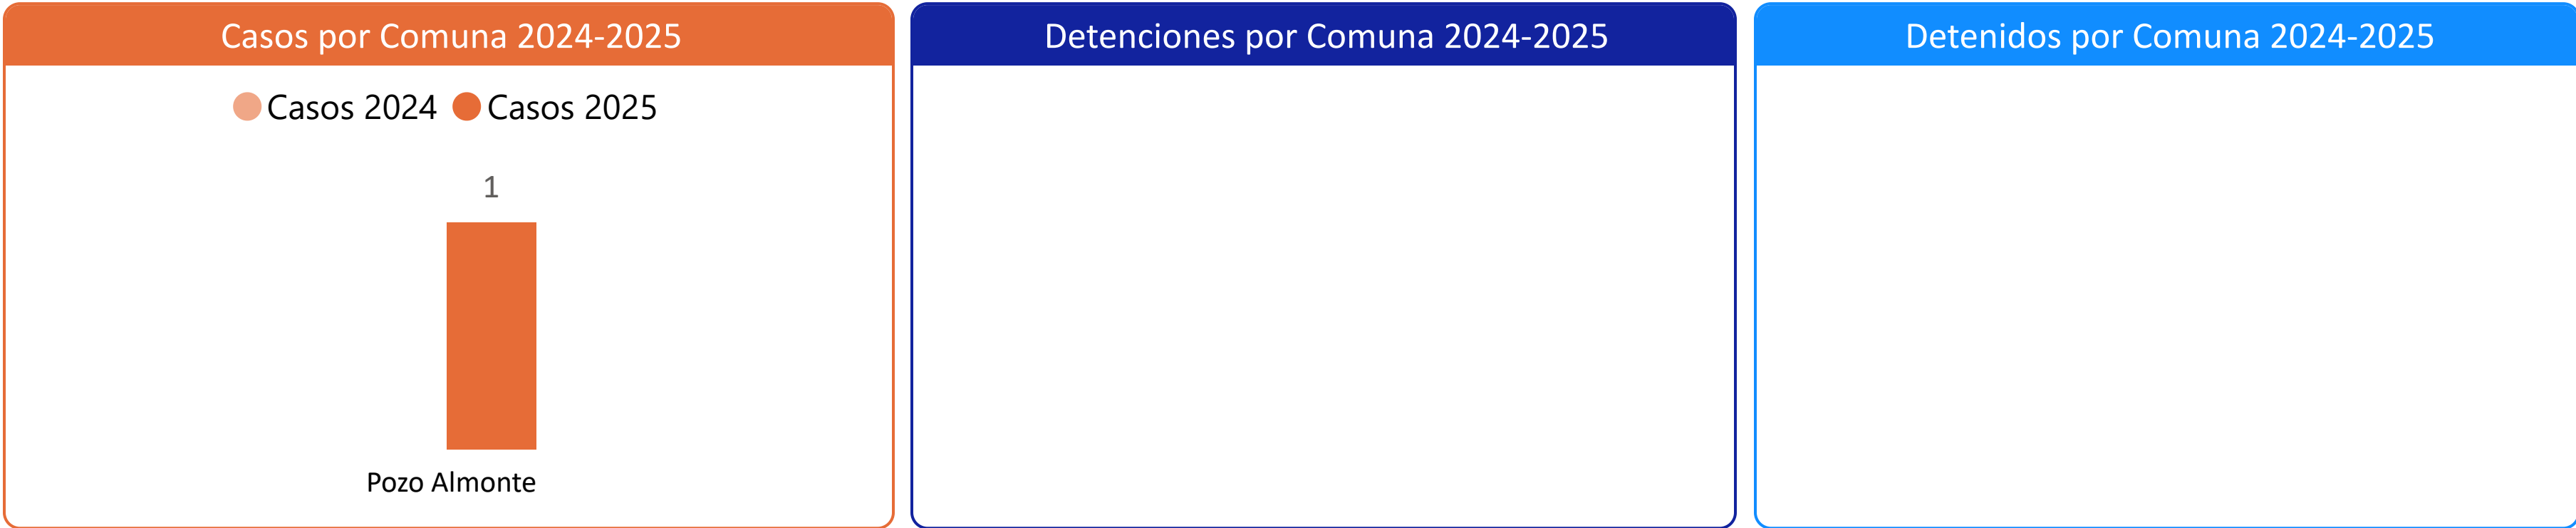 Casos por Comuna 2024-2025
Casos 2024 Casos 2025
1
Pozo Almonte
Detenciones por Comuna 2024-2025
Detenidos por Comuna 2024-2025